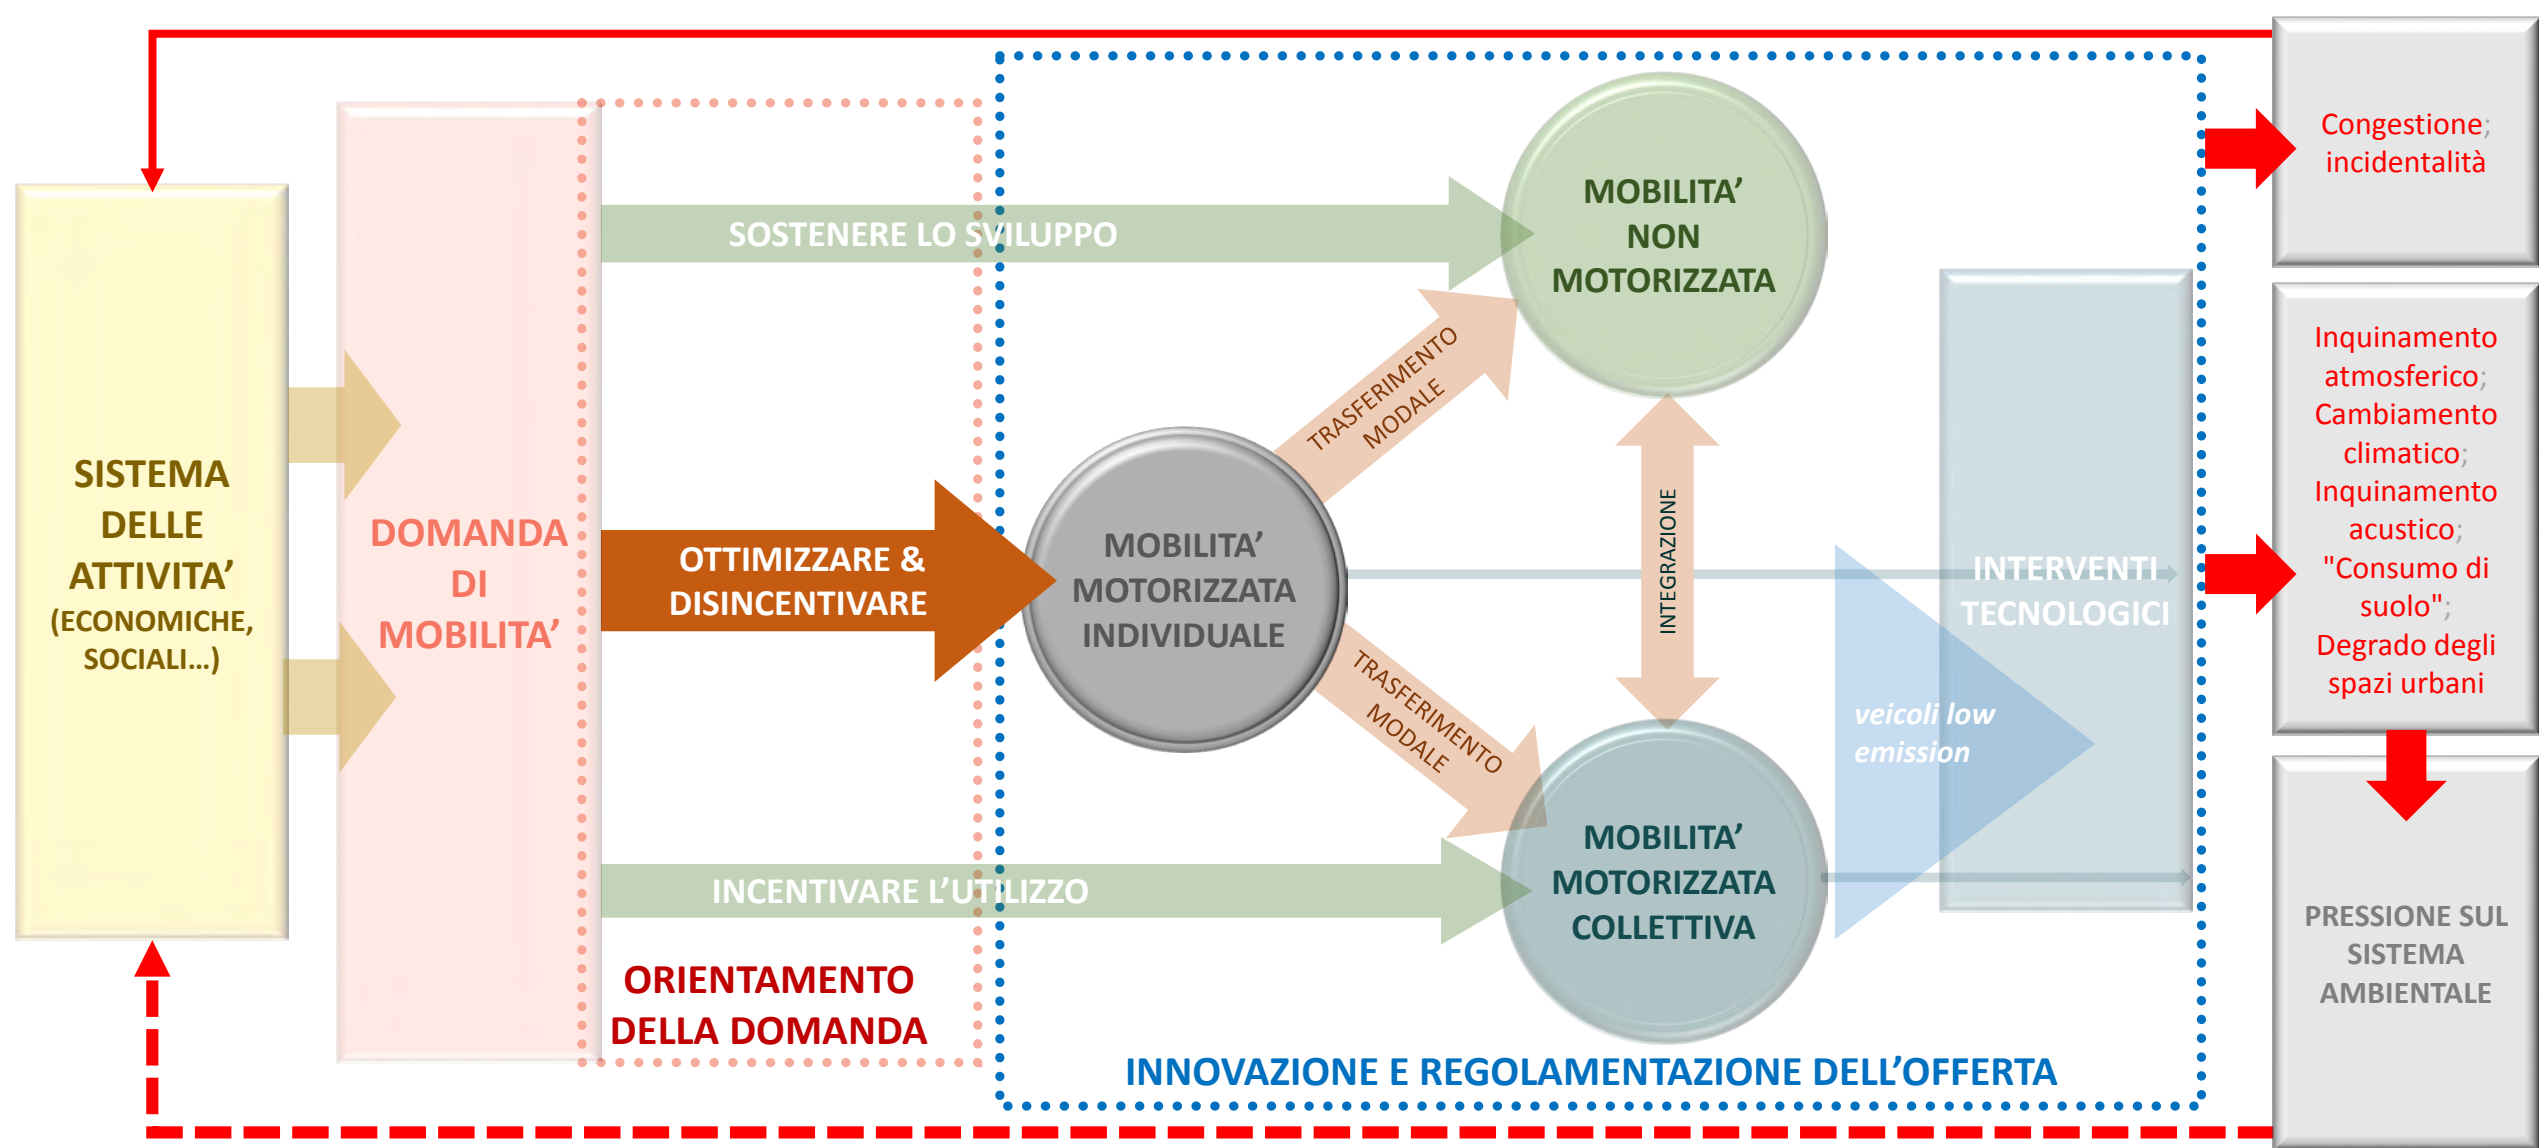 SISTEMA
DELLE
ATTIVITA’
(ECONOMICHE,
SOCIALI…)
DOMANDA
DI
MOBILITA’
SOSTENERE LO SVILUPPO
OTTIMIZZARE &
DISINCENTIVARE
INCENTIVARE L’UTILIZZO
ORIENTAMENTO
DELLA DOMANDA
MOBILITA’
MOTORIZZATA
INDIVIDUALE
TRASFERIMENTO
MODALE
TRASFERIMENTO
MODALE
MOBILITA’
NON
MOTORIZZATA
INTEGRAZIONE
MOBILITA’
MOTORIZZATA
COLLETTIVA
veicoli low
emission
INTERVENTI
TECNOLOGICI
INNOVAZIONE E REGOLAMENTAZIONE DELL’OFFERTA
Congestione;
incidentalità
Inquinamento
atmosferico;
Cambiamento
climatico;
Inquinamento
acustico;
"Consumo di
suolo";
Degrado degli
spazi urbani
PRESSIONE SUL
SISTEMA
AMBIENTALE